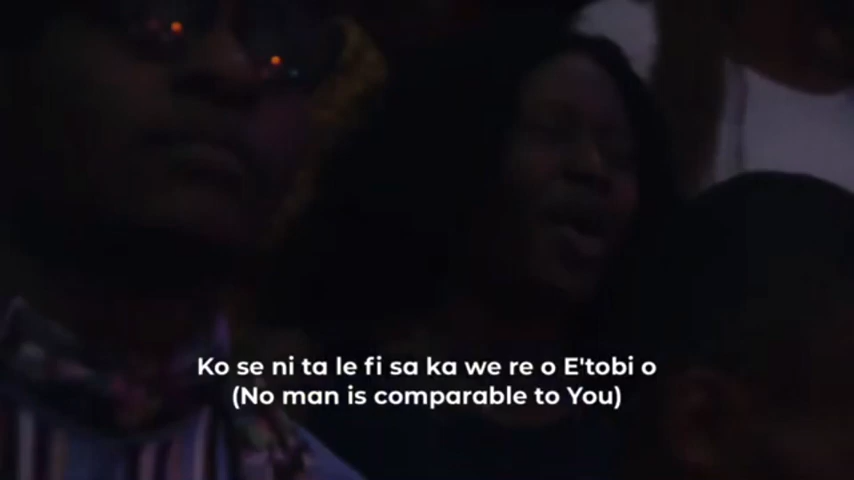 Ko se ni ta le fi sa ka we re o E'tobi o
(No man is comparable to You)